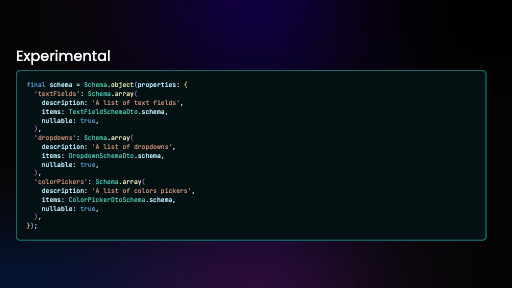 Experimental
final schema = Schema.object(properties: {
  'textFields': Schema.array(
    description: 'A list of text fields',
    items: TextFieldSchemaDto.schema,
    nullable: true,
  ),
  'dropdowns': Schema.array(
    description: 'A list of dropdowns',
    items: DropdownSchemaDto.schema,
    nullable: true,
  ),
  'colorPickers': Schema.array(
    description: 'A list of colors pickers',
    items: ColorPickerDtoSchema.schema,
    nullable: true,
  ),
});